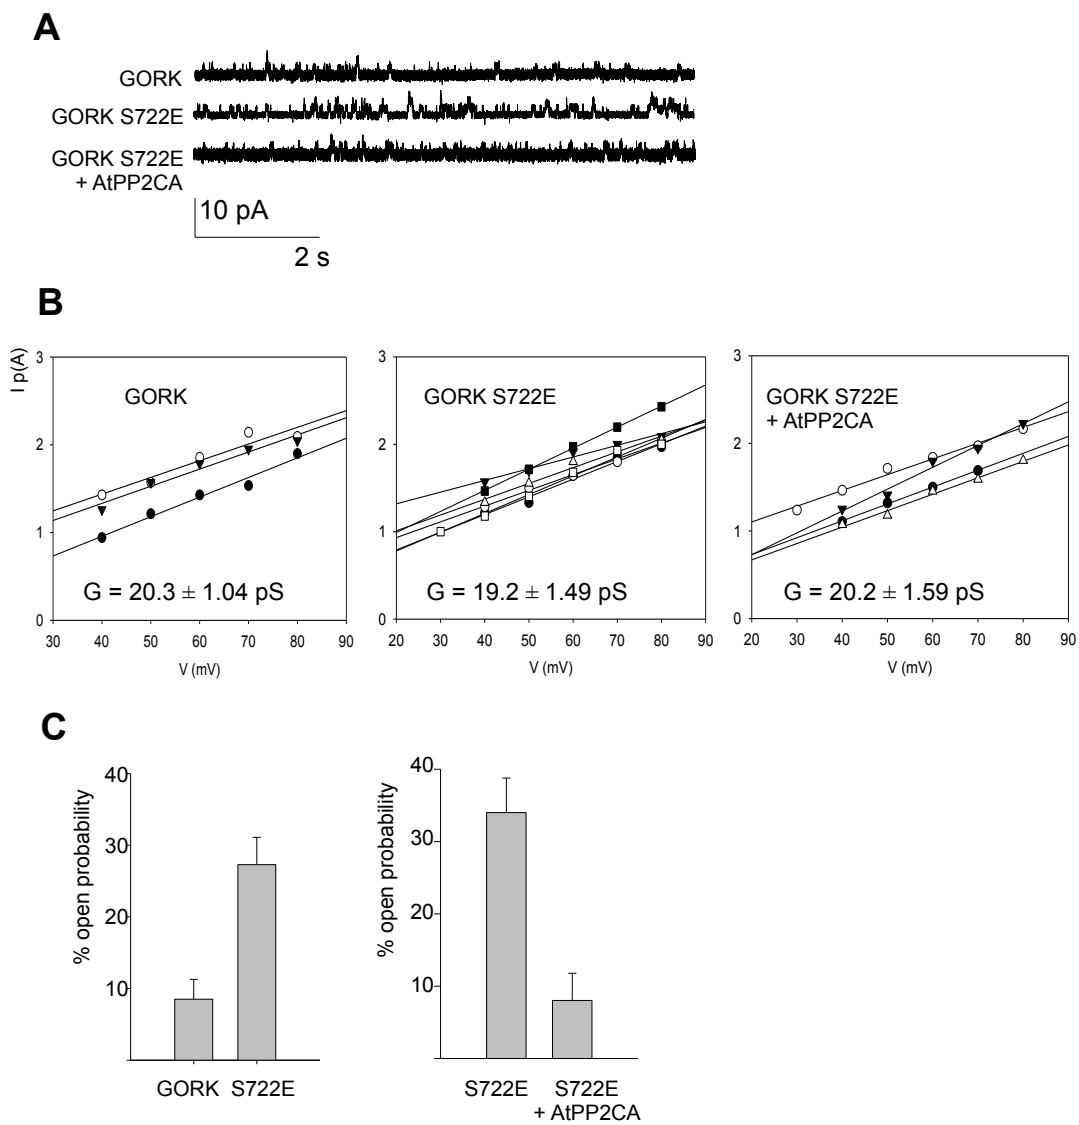 A
GORK
GORK S722E
GORK S722E
+ AtPP2CA
10 pA
2 s
B
I p(A)
3
2
1
0
GORK
G = 20.3 ± 1.04 pS
30 40 50 60 70 80 90
V (mV)
3
2
1
0
GORK S722E
G = 19.2 ± 1.49 pS
20 30 40 50 60 70 80 90
V (mV)
3
2
1
0
GORK S722E
+ AtPP2CA
G = 20.2 ± 1.59 pS
20 30 40 50 60 70 80 90
V (mV)
C
% open probability
40
30
20
10
GORK S722E
% open probability
40
30
20
10
S722E S722E
+ AtPP2CA